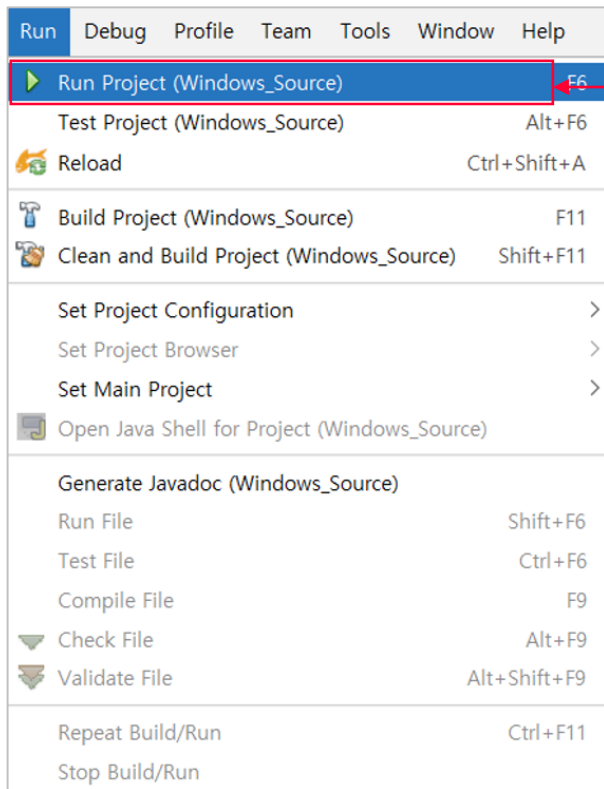 Run Debug Profile Team Tools Window Help
Run Project (Windows_Source) F6
Test Project (Windows_Source) Alt+F6
Reload Ctrl+Shift+A
Build Project (Windows_Source) F11
Clean and Build Project (Windows_Source) Shift+F11
Set Project Configuration
Set Project Browser
Set Main Project
Open Java Shell for Project (Windows_Source)
Generate Javadoc (Windows_Source)
Run File Shift+F6
Test File Ctrl+F6
Compile File F9
Check File Alt+F9
Validate File Alt+Shift+F9
Repeat Build/Run Ctrl+F11
Stop Build/Run